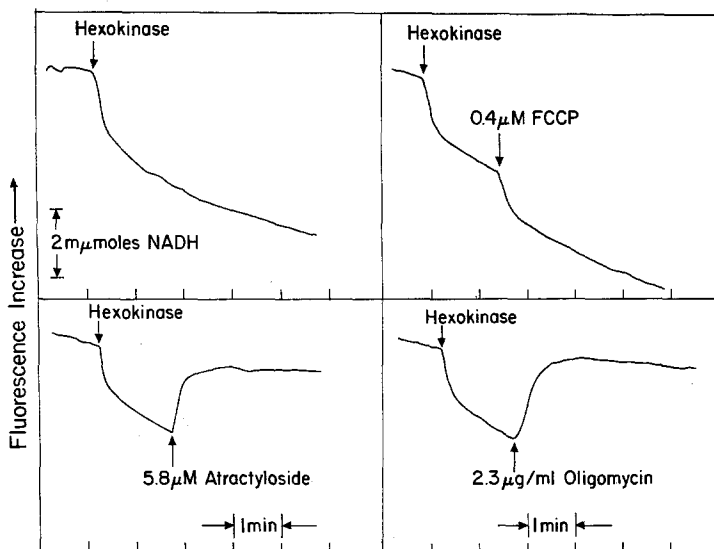 Hexokinase
2mμmoles NADH
Hexokinase
0.4μM FCCP
Hexokinase
5.8μM Atractyloside
1min
Hexokinase
2.3μg/ml Oligomycin
1min
Fluorescence Increase